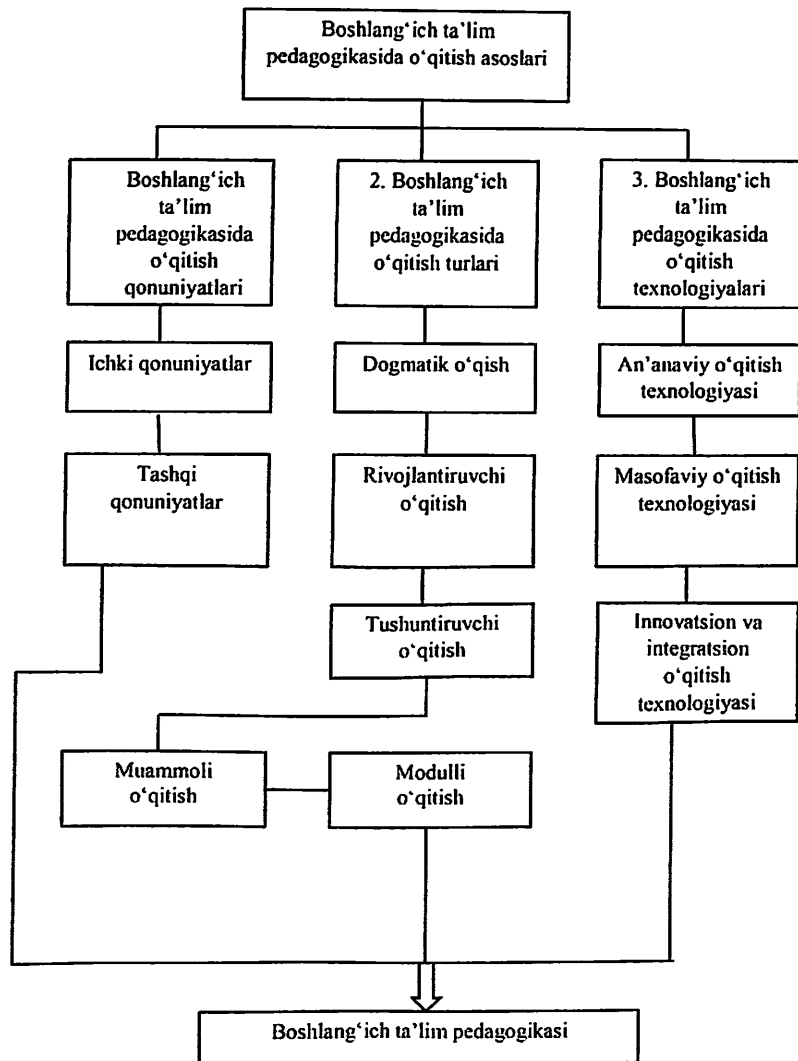 Boshlang‘ich ta’lim
pedagogikasida o‘qitish asoslari
Boshlang‘ich
ta’lim
pedagogikasida
o‘qitish
qonuniyatlari
2. Boshlang‘ich
ta’lim
pedagogikasida
o‘qitish turlari
3. Boshlang‘ich
ta’lim
pedagogikasida
o‘qitish
texnologiyalari
Ichki qonuniyatlar
Dogmatik o‘qish
An’anaviy o‘qitish
texnologiyasi
Tashqi
qonuniyatlar
Rivojlantiruvchi
o‘qitish
Masofaviy o‘qitish
texnologiyasi
Tushuntiruvchi
o‘qitish
Innovatsion va
integratsion
o‘qitish
texnologiyasi
Muammoli
o‘qitish
Modulli
o‘qitish
Boshlang‘ich ta’lim pedagogikasi